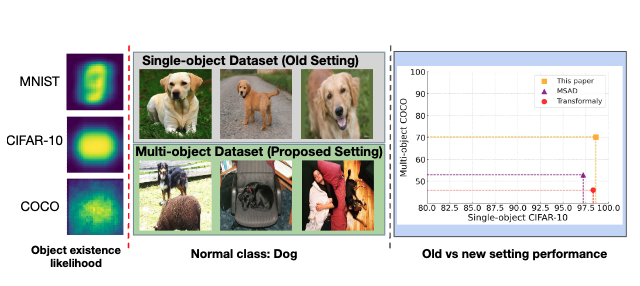 MNIST
CIFAR-10
COCO
Object existence
likelihood
Single-object Dataset (Old Setting)
Multi-object Dataset (Proposed Setting)
Normal class: Dog
100
90
80
70
60
50
Multi-object COCO
This paper
MSAD
Transformaly
80.0 82.5 85.0 87.5 90.0 92.5 95.0 97.5 100.0
Single-object CIFAR-10
Old vs new setting performance